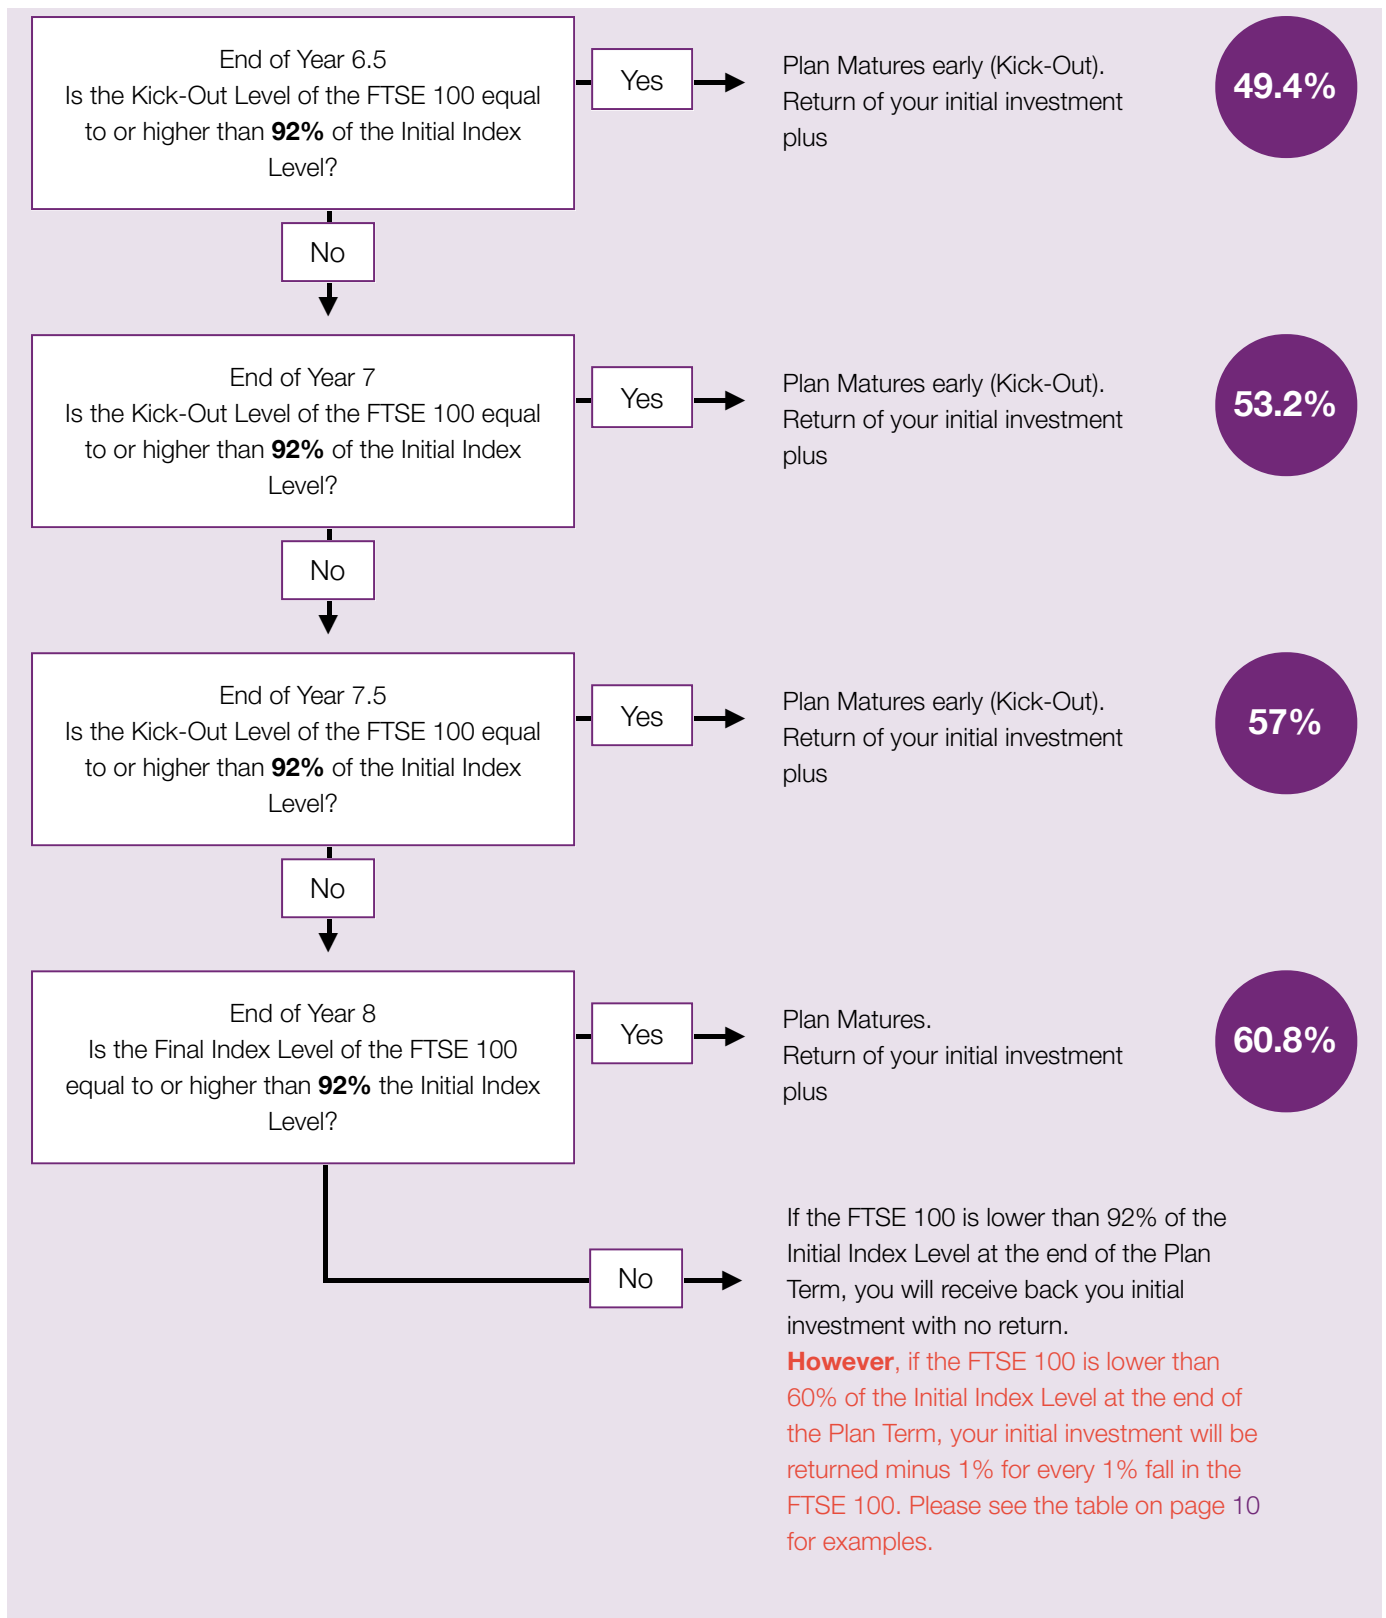 End of Year 6.5
Is the Kick-Out Level of the FTSE 100 equal
to or higher than 92% of the Initial Index
Level?
Yes
Plan Matures early (Kick-Out).
Return of your initial investment
plus
49.4%
No
End of Year 7
Is the Kick-Out Level of the FTSE 100 equal
to or higher than 92% of the Initial Index
Level?
Yes
Plan Matures early (Kick-Out).
Return of your initial investment
plus
53.2%
No
End of Year 7.5
Is the Kick-Out Level of the FTSE 100 equal
to or higher than 92% of the Initial Index
Level?
Yes
Plan Matures early (Kick-Out).
Return of your initial investment
plus
57%
No
End of Year 8
Is the Final Index Level of the FTSE 100
equal to or higher than 92% the Initial Index
Level?
Yes
Plan Matures.
Return of your initial investment
plus
60.8%
No
If the FTSE 100 is lower than 92% of the
Initial Index Level at the end of the Plan
Term, you will receive back you initial
investment with no return.
However, if the FTSE 100 is lower than
60% of the Initial Index Level at the end of
the Plan Term, your initial investment will be
returned minus 1% for every 1% fall in the
FTSE 100. Please see the table on page 10
for examples.